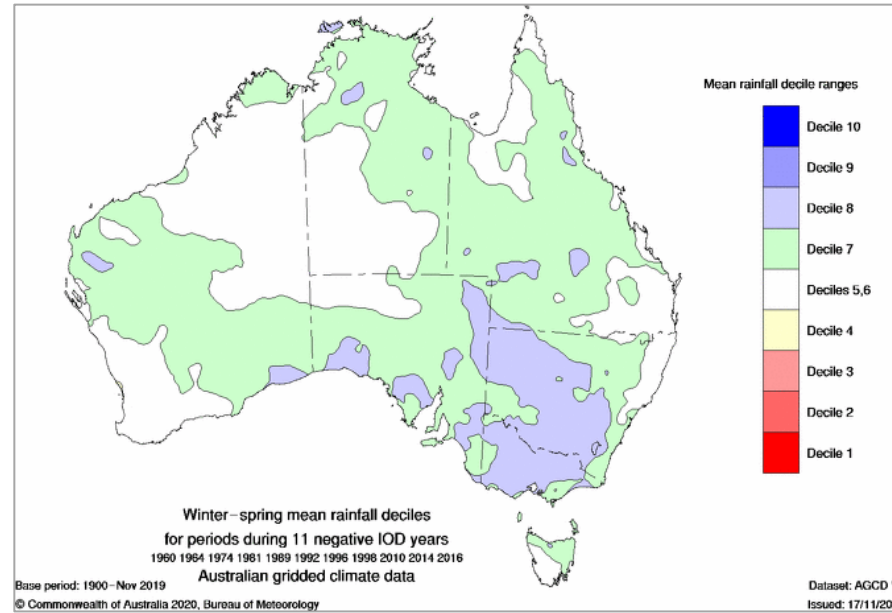 Mean rainfall decile ranges
Decile 10
Decile 9
Decile 8
Decile 7
Deciles 5,6
Decile 4
Decile 3
Decile 2
Decile 1
Winter-spring mean rainfall deciles
for periods during 11 negative IOD years
1960 1964 1974 1981 1989 1992 1996 1998 2010 2014 2016
Australian gridded climate data
Base period: 1900-Nov 2019
Dataset: AGCD
© Commonwealth of Australia 2020, Bureau of Meteorology
Issued: 17/11/20